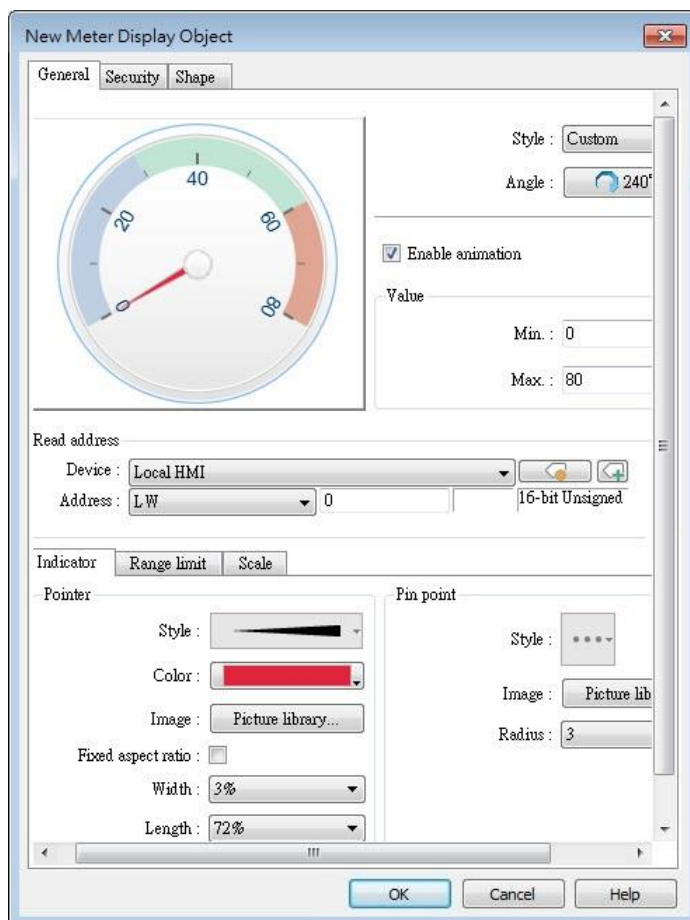 New Meter Display Object
General Security Shape
Style : Custom
Angle : 240°
0
20
40
60
80
Enable animation
Value
Min. : 0
Max. : 80
Read address
Device : Local HMI
Address : LW 0 16-bit Unsigned
Indicator Range limit Scale
Pointer
Style :
Color :
Image : Picture library...
Fixed aspect ratio :
Width : 3%
Length : 72%
Pin point
Style :
Image : Picture lib
Radius : 3
OK Cancel Help